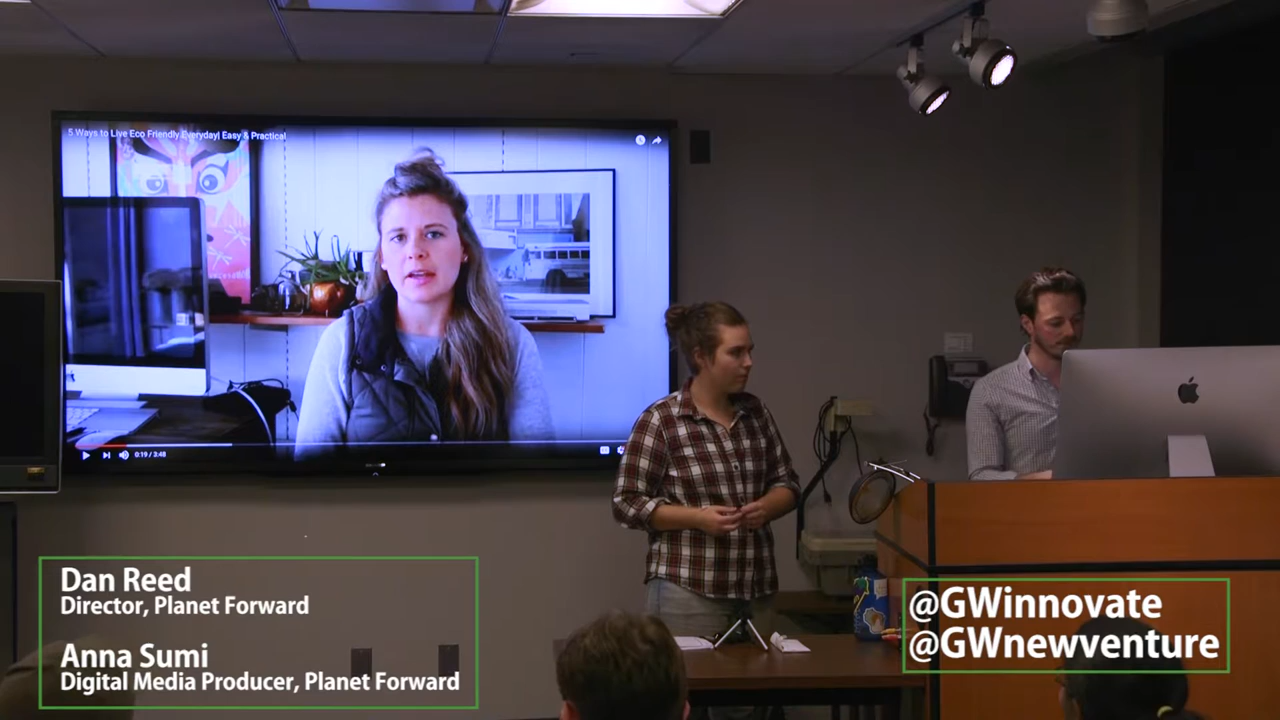 5 Ways to Live Eco Friendly Everyday| Easy & Practical
0:19 / 3:48
Dan Reed
Director, Planet Forward
Anna Sumi
Digital Media Producer, Planet Forward
@GWinnovate
@GWnewventure